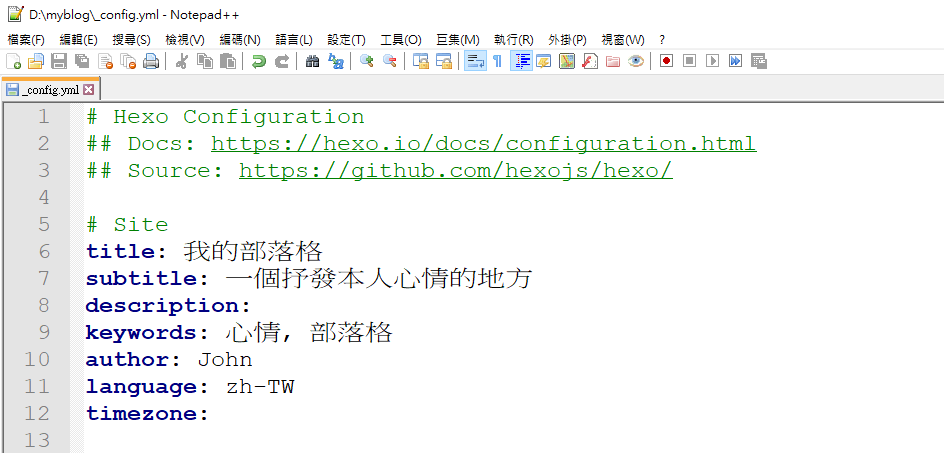 D:\myblog\_config.yml - Notepad++
檔案(F) 編輯(E) 搜尋(S) 檢視(V) 編碼(N) 語言(L) 設定(T) 工具(O) 巨集(M) 執行(R) 外掛(P) 視窗(W) ?
_config.yml
1 # Hexo Configuration
2 ## Docs: https://hexo.io/docs/configuration.html
3 ## Source: https://github.com/hexojs/hexo/
4
5 # Site
6 title: 我的部落格
7 subtitle: 一個抒發本人心情的地方
8 description:
9 keywords: 心情, 部落格
10 author: John
11 language: zh-TW
12 timezone:
13